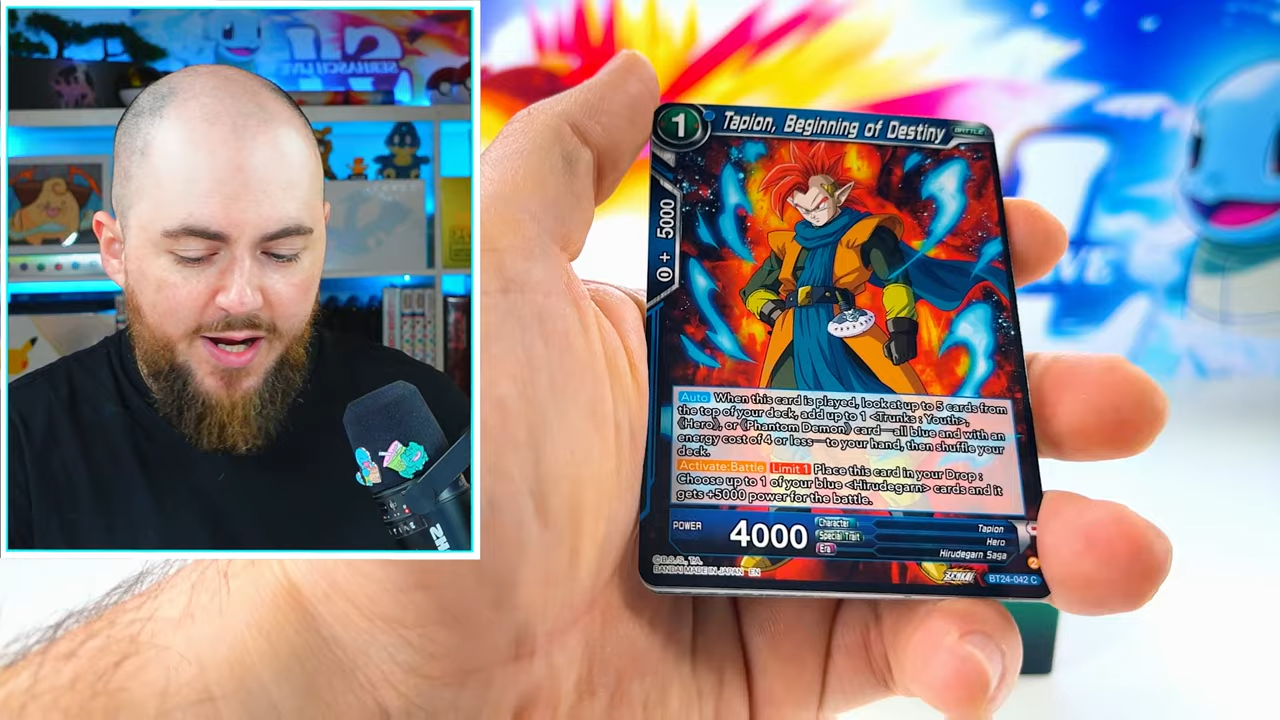 SERHASCH LIVE
1
Tapion, Beginning of Destiny
BATTLE
0 + 5000
Auto When this card is played, look at up to 5 cards from
the top of your deck, add up to 1 <Trunks : Youth>,
《Hero》, or 《Phantom Demon》 card—all blue and with an
energy cost of 4 or less—to your hand, then shuffle your
deck.
Activate:Battle Limit 1 Place this card in your Drop :
Choose up to 1 of your blue <Hirudegarn> cards and it
gets +5000 power for the battle.
POWER 4000
Character Tapion
Special Trait Hero
Era Hirudegarn Saga
©B.S./S., T.A.
BANDAI MADE IN JAPAN EN
ZENKAI
BT24-042 C
LIVE